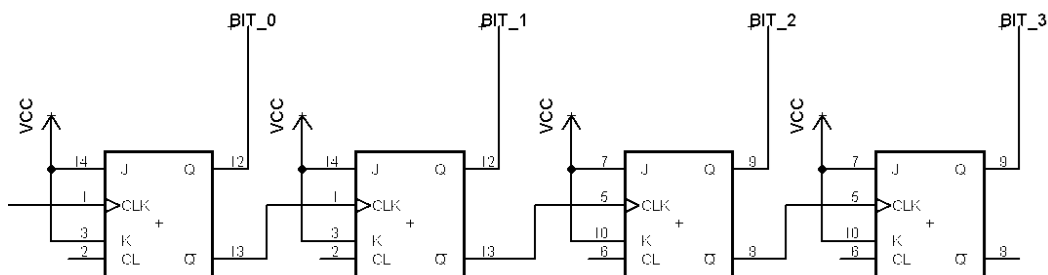 BIT_0 BIT_1 BIT_2 BIT_3
VCC VCC VCC VCC
14 J Q 12 14 J Q 12 7 J Q 9 7 J Q 9
1 CLK 1 CLK 5 CLK 5 CLK
3 K 3 K 10 K 10 K
2 CL Q 13 2 CL Q 13 6 CL Q 8 6 CL Q 8